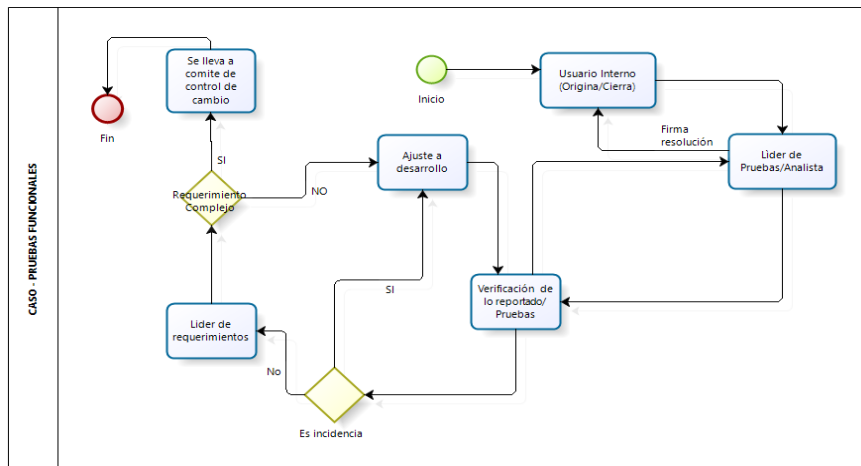 CASO - PRUEBAS FUNCIONALES
Se lleva a
comite de
control de
cambio
Fin
Inicio
Usuario Interno
(Origina/Cierra)
Firma
resolución
Lider de
Pruebas/Analista
SI
Ajuste a
desarrollo
Requerimiento
Complejo
NO
SI
Verificación de
lo reportado/
Pruebas
Lider de
requerimientos
No
Es incidencia